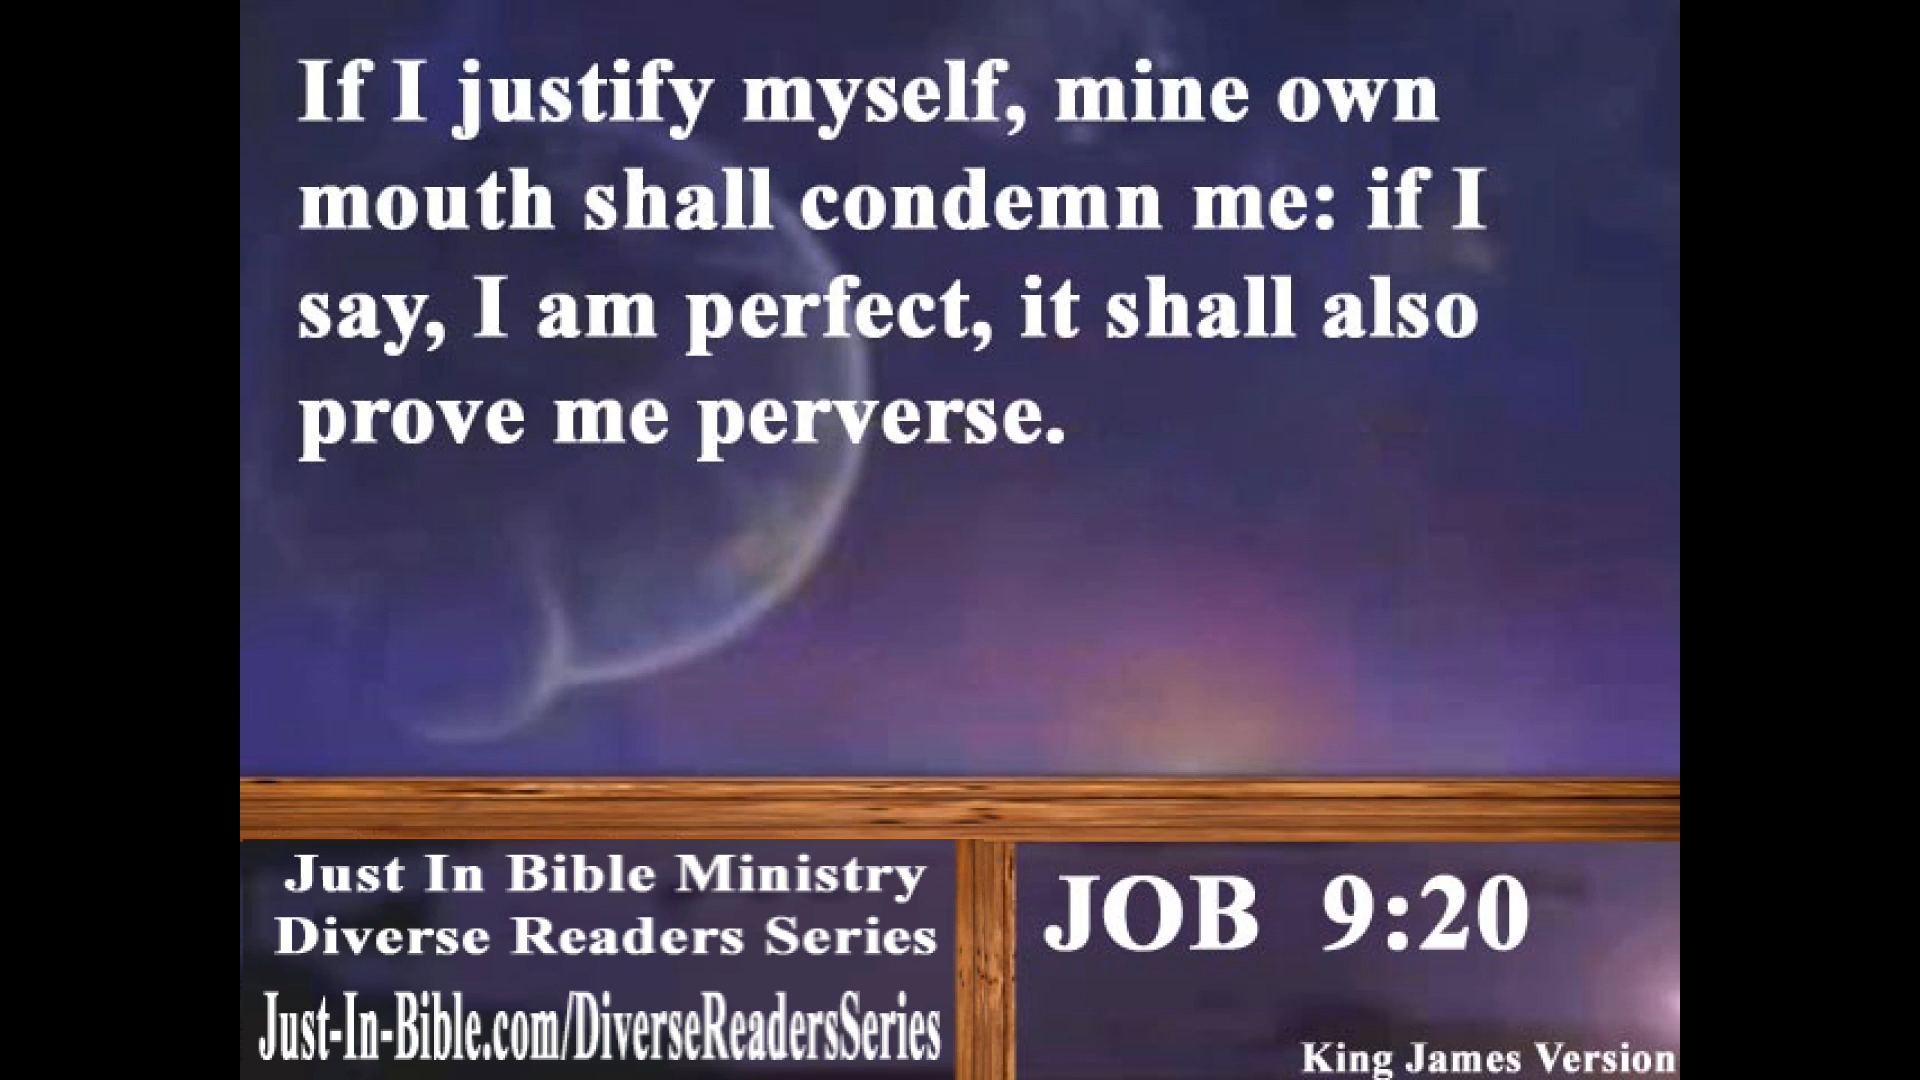 If I justify myself, mine own
mouth shall condemn me: if I
say, I am perfect, it shall also
prove me perverse.
Just In Bible Ministry
Diverse Readers Series
Just-In-Bible.com/DiverseReadersSeries
JOB 9:20
King James Version